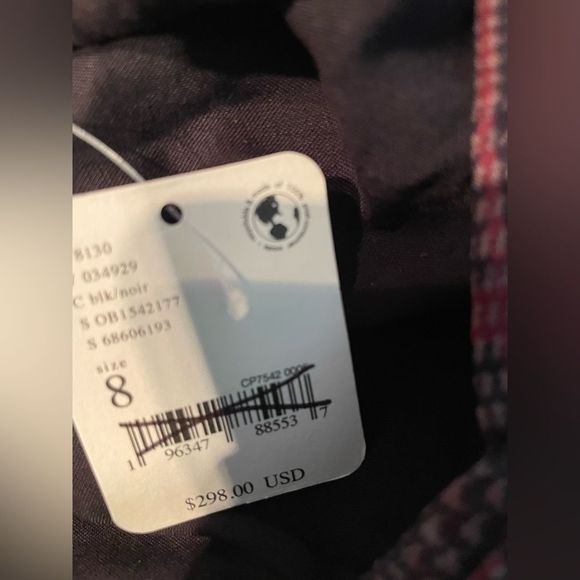 8130
034929
C blk/noir
S OB1542177
S 68606193
size
8
CP7542
1 96347 88553 7
$298.00 USD